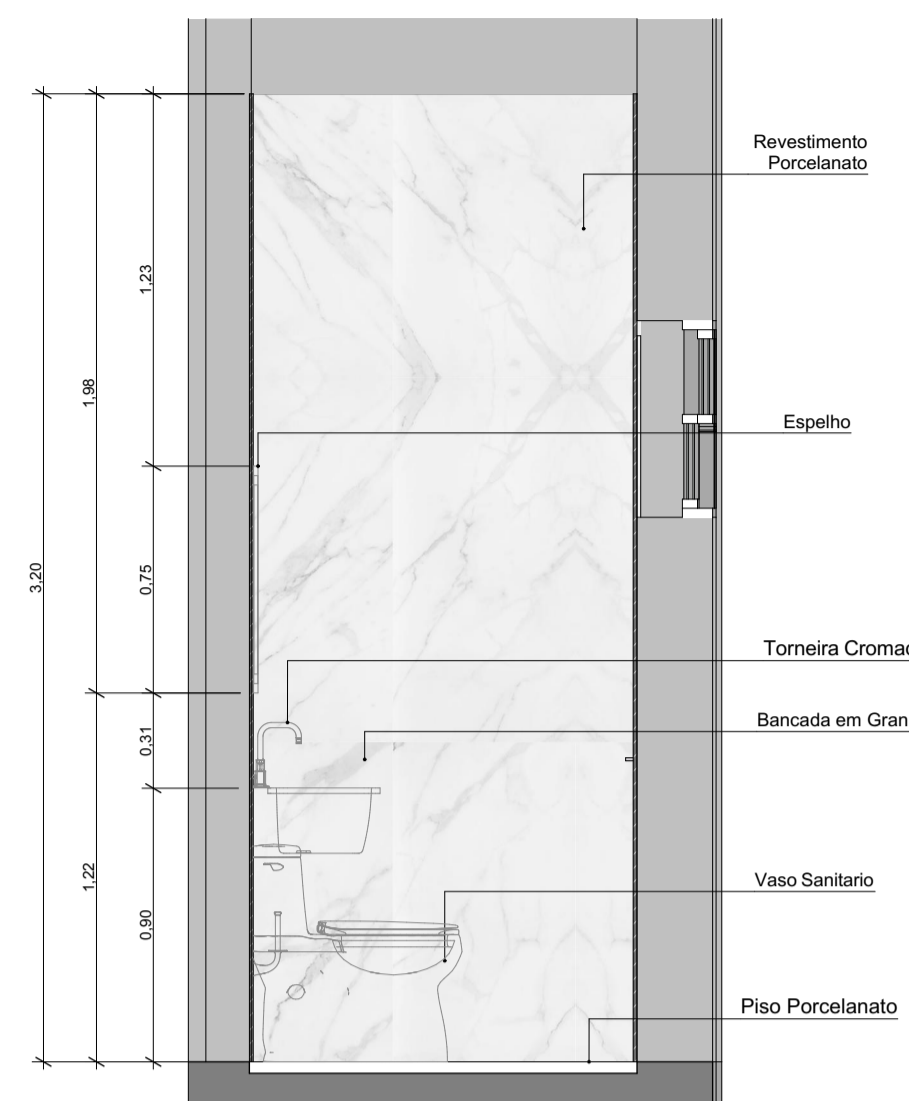 Revestimento
Porcelanato
1,23
1,98
Espelho
0,75
3,20
Torneira
0,31
Bancada em
1,22
Vaso Sanitario
0,90
Piso Porcelanato